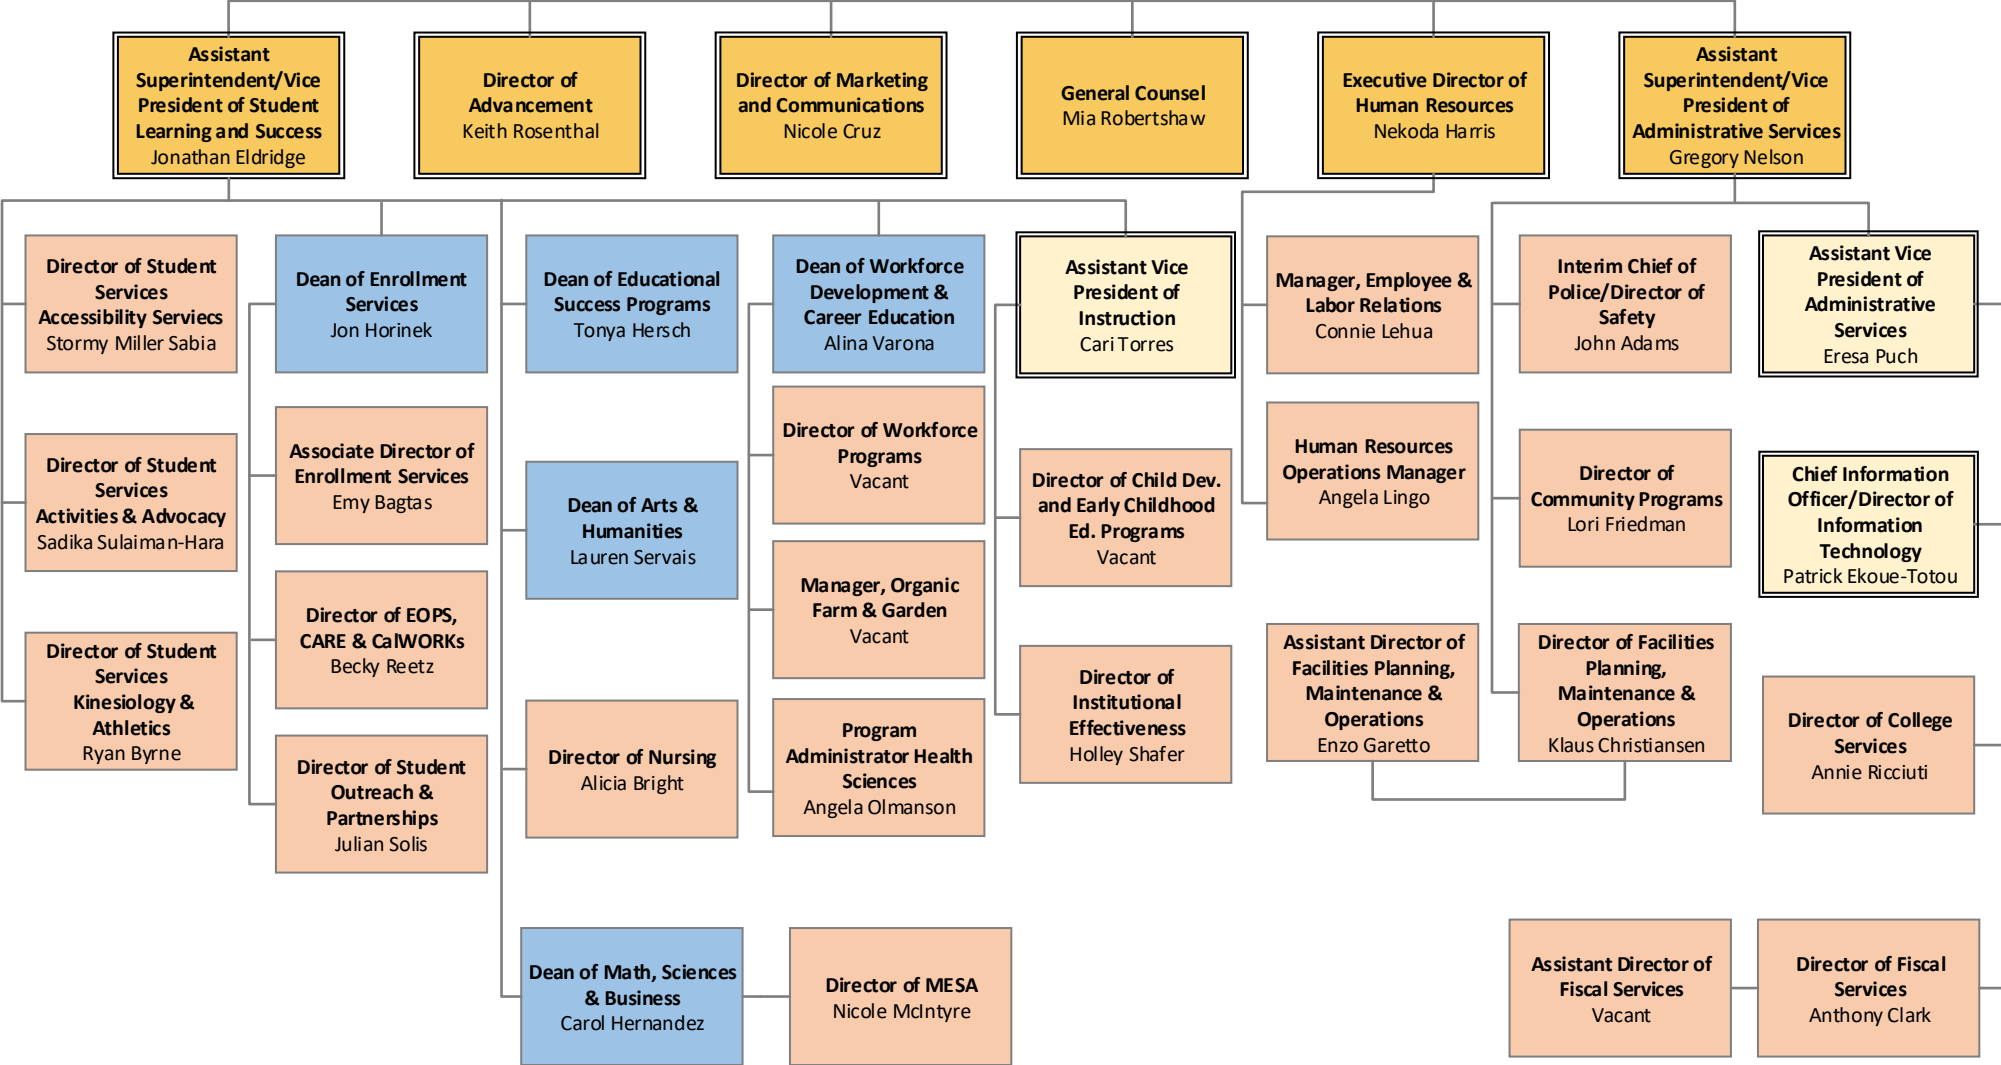 Assistant
Superintendent/Vice
President of Student
Learning and Success
Jonathan Eldridge
Director of
Advancement
Keith Rosenthal
Director of Marketing
and Communications
Nicole Cruz
General Counsel
Mia Robertshaw
Executive Director of
Human Resources
Nekoda Harris
Assistant
Superintendent/Vice
President of
Administrative Services
Gregory Nelson
Director of Student
Services
Accessibility Serviecs
Stormy Miller Sabia
Dean of Enrollment
Services
Jon Horinek
Dean of Educational
Success Programs
Tonya Hersch
Dean of Workforce
Development &
Career Education
Alina Varona
Assistant Vice
President of
Instruction
Cari Torres
Manager, Employee &
Labor Relations
Connie Lehua
Interim Chief of
Police/Director of
Safety
John Adams
Assistant Vice
President of
Administrative
Services
Eresa Puch
Director of Student
Services
Activities & Advocacy
Sadika Sulaiman-Hara
Associate Director of
Enrollment Services
Emy Bagtas
Dean of Arts &
Humanities
Lauren Servais
Director of Workforce
Programs
Vacant
Director of Child Dev.
and Early Childhood
Ed. Programs
Vacant
Human Resources
Operations Manager
Angela Lingo
Director of
Community Programs
Lori Friedman
Chief Information
Officer/Director of
Information
Technology
Patrick Ekoue-Totou
Director of Student
Services
Kinesiology &
Athletics
Ryan Byrne
Director of EOPS,
CARE & CalWORKs
Becky Reetz
Manager, Organic
Farm & Garden
Vacant
Director of
Institutional
Effectiveness
Holley Shafer
Assistant Director of
Facilities Planning,
Maintenance &
Operations
Enzo Garetto
Director of Facilities
Planning,
Maintenance &
Operations
Klaus Christiansen
Director of College
Services
Annie Ricciuti
Director of Student
Outreach &
Partnerships
Julian Solis
Director of Nursing
Alicia Bright
Program
Administrator Health
Sciences
Angela Olmanson
Dean of Math, Sciences
& Business
Carol Hernandez
Director of MESA
Nicole McIntyre
Assistant Director of
Fiscal Services
Vacant
Director of Fiscal
Services
Anthony Clark